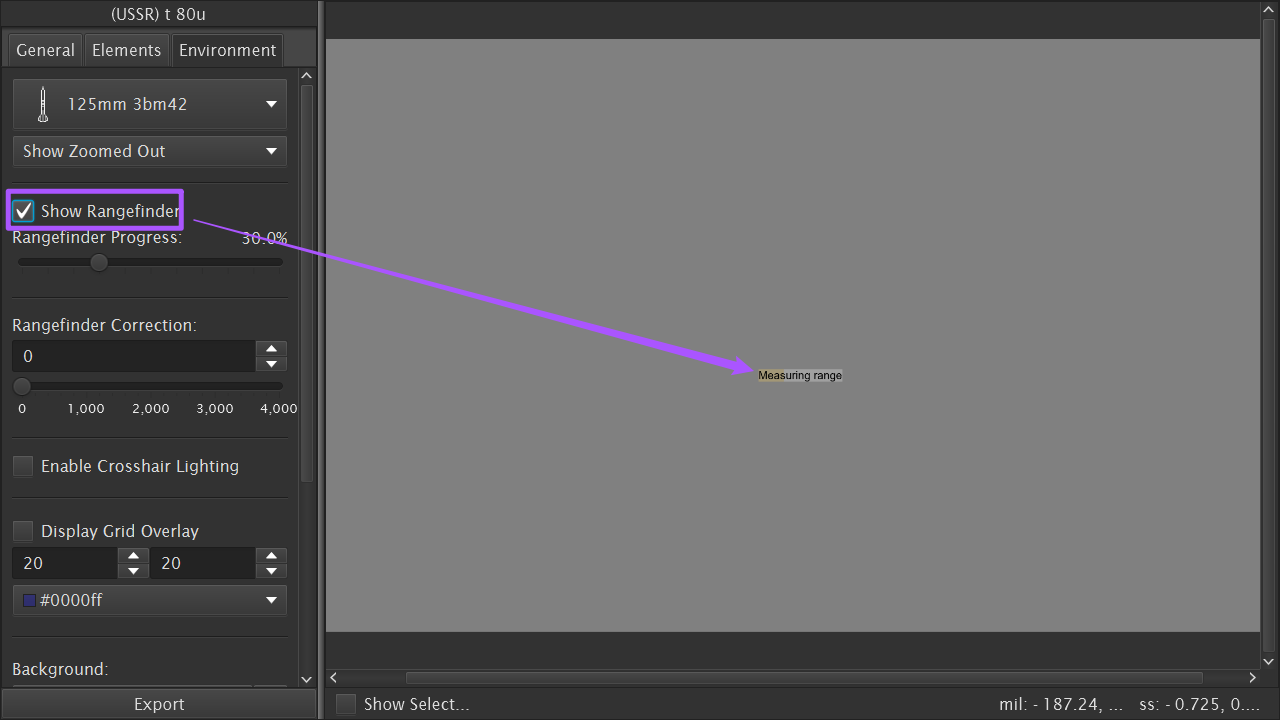 (USSR) t 80u
General Elements Environment
125mm 3bm42
Show Zoomed Out
Show Rangefinder
Rangefinder Progress: 30.0%
Rangefinder Correction:
0
0 1,000 2,000 3,000 4,000
Enable Crosshair Lighting
Display Grid Overlay
20 20
#0000ff
Background:
Export
Measuring range
Show Select...
mil: - 187.24, ... ss: - 0.725, 0....